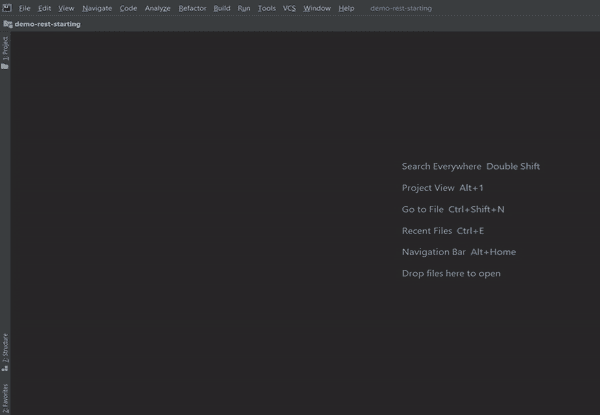 File Edit View Navigate Code Analyze Refactor Build Run Tools VCS Window Help demo-rest-starting
demo-rest-starting
1: Project
Search Everywhere Double Shift
Project View Alt+1
Go to File Ctrl+Shift+N
Recent Files Ctrl+E
Navigation Bar Alt+Home
Drop files here to open
Z: Structure
2: Favorites